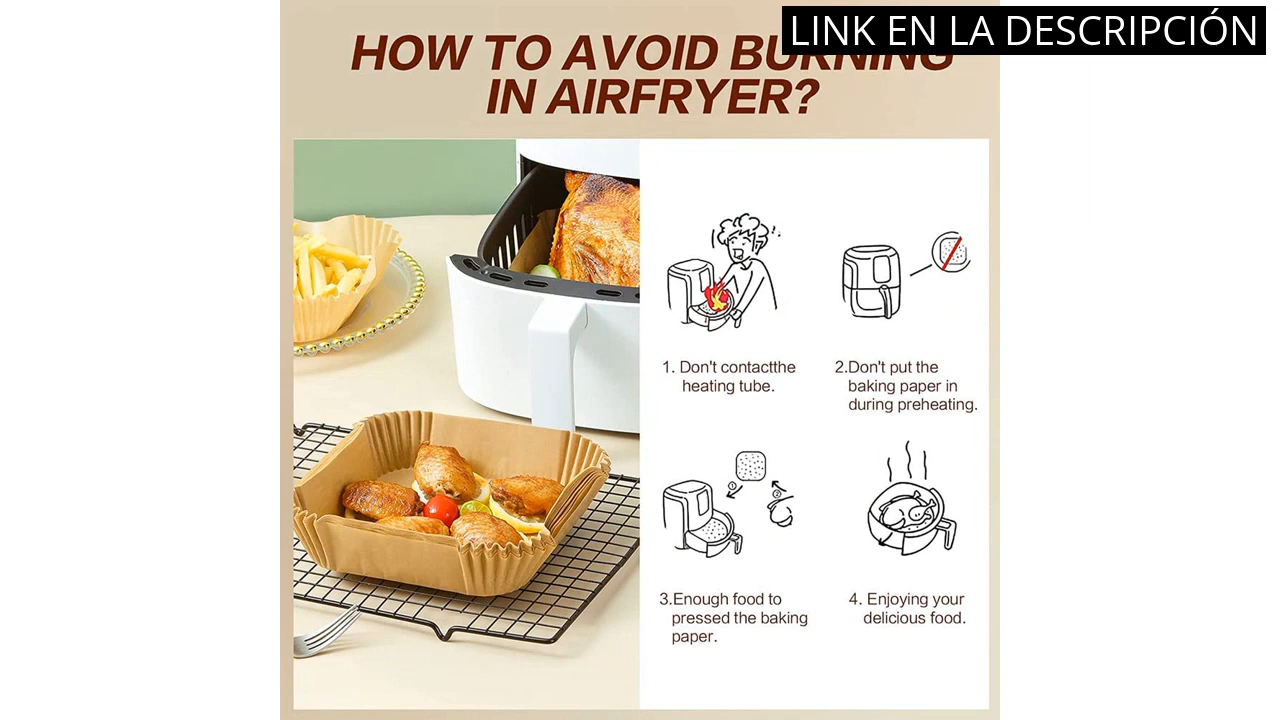 LINK EN LA DESCRIPCIÓN
HOW TO AVOID BURNING
IN AIRFRYER?
1. Don't contactthe
heating tube.
2.Don't put the
baking paper in
during preheating.
3.Enough food to
pressed the baking
paper.
4. Enjoying your
delicious food.